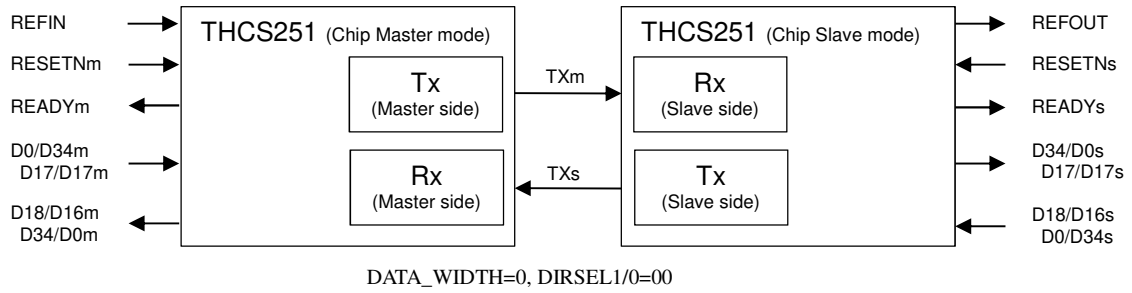 REFIN
RESETNm
READYm
D0/D34m
D17/D17m
D18/D16m
D34/D0m
THCS251 (Chip Master mode)
Tx
(Master side)
Rx
(Master side)
TXm
TXs
THCS251 (Chip Slave mode)
Rx
(Slave side)
Tx
(Slave side)
REFOUT
RESETNs
READYs
D34/D0s
D17/D17s
D18/D16s
D0/D34s
DATA_WIDTH=0, DIRSEL1/0=00